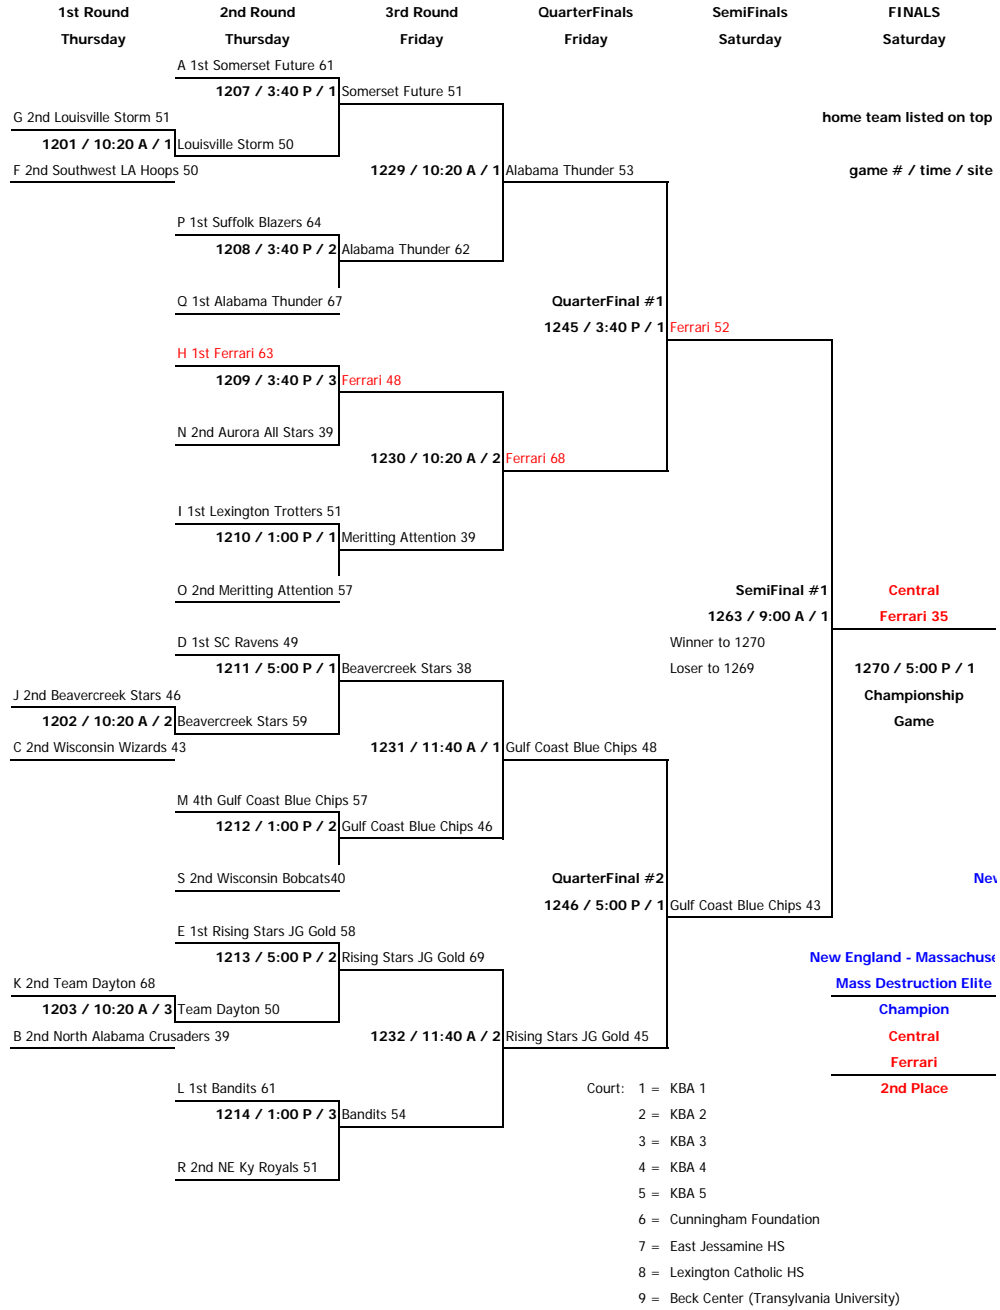 1st Round 2nd Round 3rd Round QuarterFinals SemiFinals FINALS
Thursday Thursday Friday Friday Saturday Saturday
A 1st Somerset Future 61
1207 / 3:40 P / 1 Somerset Future 51
G 2nd Louisville Storm 51 home team listed on top
1201 / 10:20 A / 1 Louisville Storm 50
F 2nd Southwest LA Hoops 50 1229 / 10:20 A / 1 Alabama Thunder 53 game # / time / site
P 1st Suffolk Blazers 64
1208 / 3:40 P / 2 Alabama Thunder 62
Q 1st Alabama Thunder 67 QuarterFinal #1
1245 / 3:40 P / 1 Ferrari 52
H 1st Ferrari 63
1209 / 3:40 P / 3 Ferrari 48
N 2nd Aurora All Stars 39
1230 / 10:20 A / 2 Ferrari 68
I 1st Lexington Trotters 51
1210 / 1:00 P / 1 Meritting Attention 39
O 2nd Meritting Attention 57 SemiFinal #1 Central
1263 / 9:00 A / 1 Ferrari 35
D 1st SC Ravens 49 Winner to 1270
1211 / 5:00 P / 1 Beavercreek Stars 38 Loser to 1269 1270 / 5:00 P / 1
J 2nd Beavercreek Stars 46 Championship
1202 / 10:20 A / 2 Beavercreek Stars 59 Game
C 2nd Wisconsin Wizards 43 1231 / 11:40 A / 1 Gulf Coast Blue Chips 48
M 4th Gulf Coast Blue Chips 57
1212 / 1:00 P / 2 Gulf Coast Blue Chips 46
S 2nd Wisconsin Bobcats40 QuarterFinal #2 New
1246 / 5:00 P / 1 Gulf Coast Blue Chips 43
E 1st Rising Stars JG Gold 58
1213 / 5:00 P / 2 Rising Stars JG Gold 69 New England - Massachuse
K 2nd Team Dayton 68 Mass Destruction Elite
1203 / 10:20 A / 3 Team Dayton 50 Champion
B 2nd North Alabama Crusaders 39 1232 / 11:40 A / 2 Rising Stars JG Gold 45 Central
Ferrari
L 1st Bandits 61 Court: 1 = KBA 1 2nd Place
1214 / 1:00 P / 3 Bandits 54 2 = KBA 2
3 = KBA 3
R 2nd NE Ky Royals 51 4 = KBA 4
5 = KBA 5
6 = Cunningham Foundation
7 = East Jessamine HS
8 = Lexington Catholic HS
9 = Beck Center (Transylvania University)